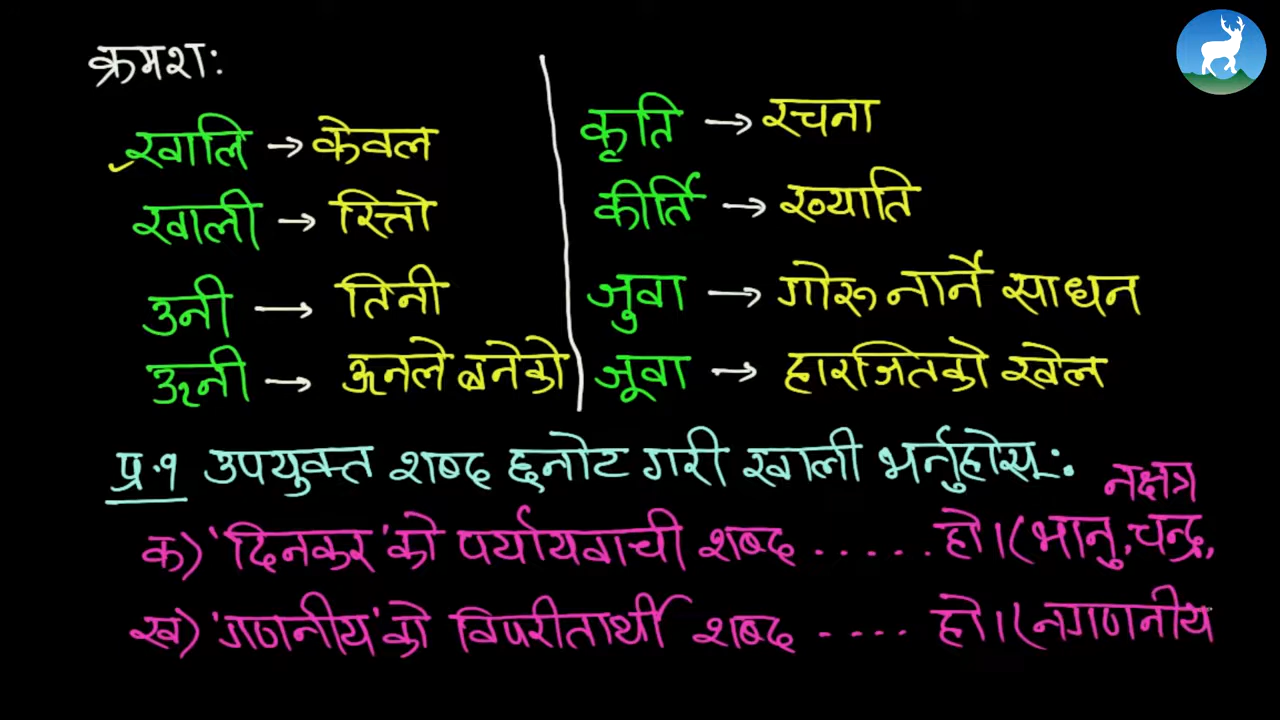 क्रमश:
खालि → केवल
खाली → रित्तो
उनी → तिनी
ऊनी → ऊनले बनेको
कृति → रचना
कीर्ति → ख्याति
जुवा → गोरु नार्ने साधन
जूवा → हारजितको खेल
प्र.१ उपयुक्त शब्द छनोट गरी खाली भर्नुहोस् :
क) 'दिनकर' को पर्यायवाची शब्द ..... हो। (भानु, चन्द्र, नक्षत्र
ख) 'गणनीय' को विपरीतार्थी शब्द .... हो। (नगणनीय